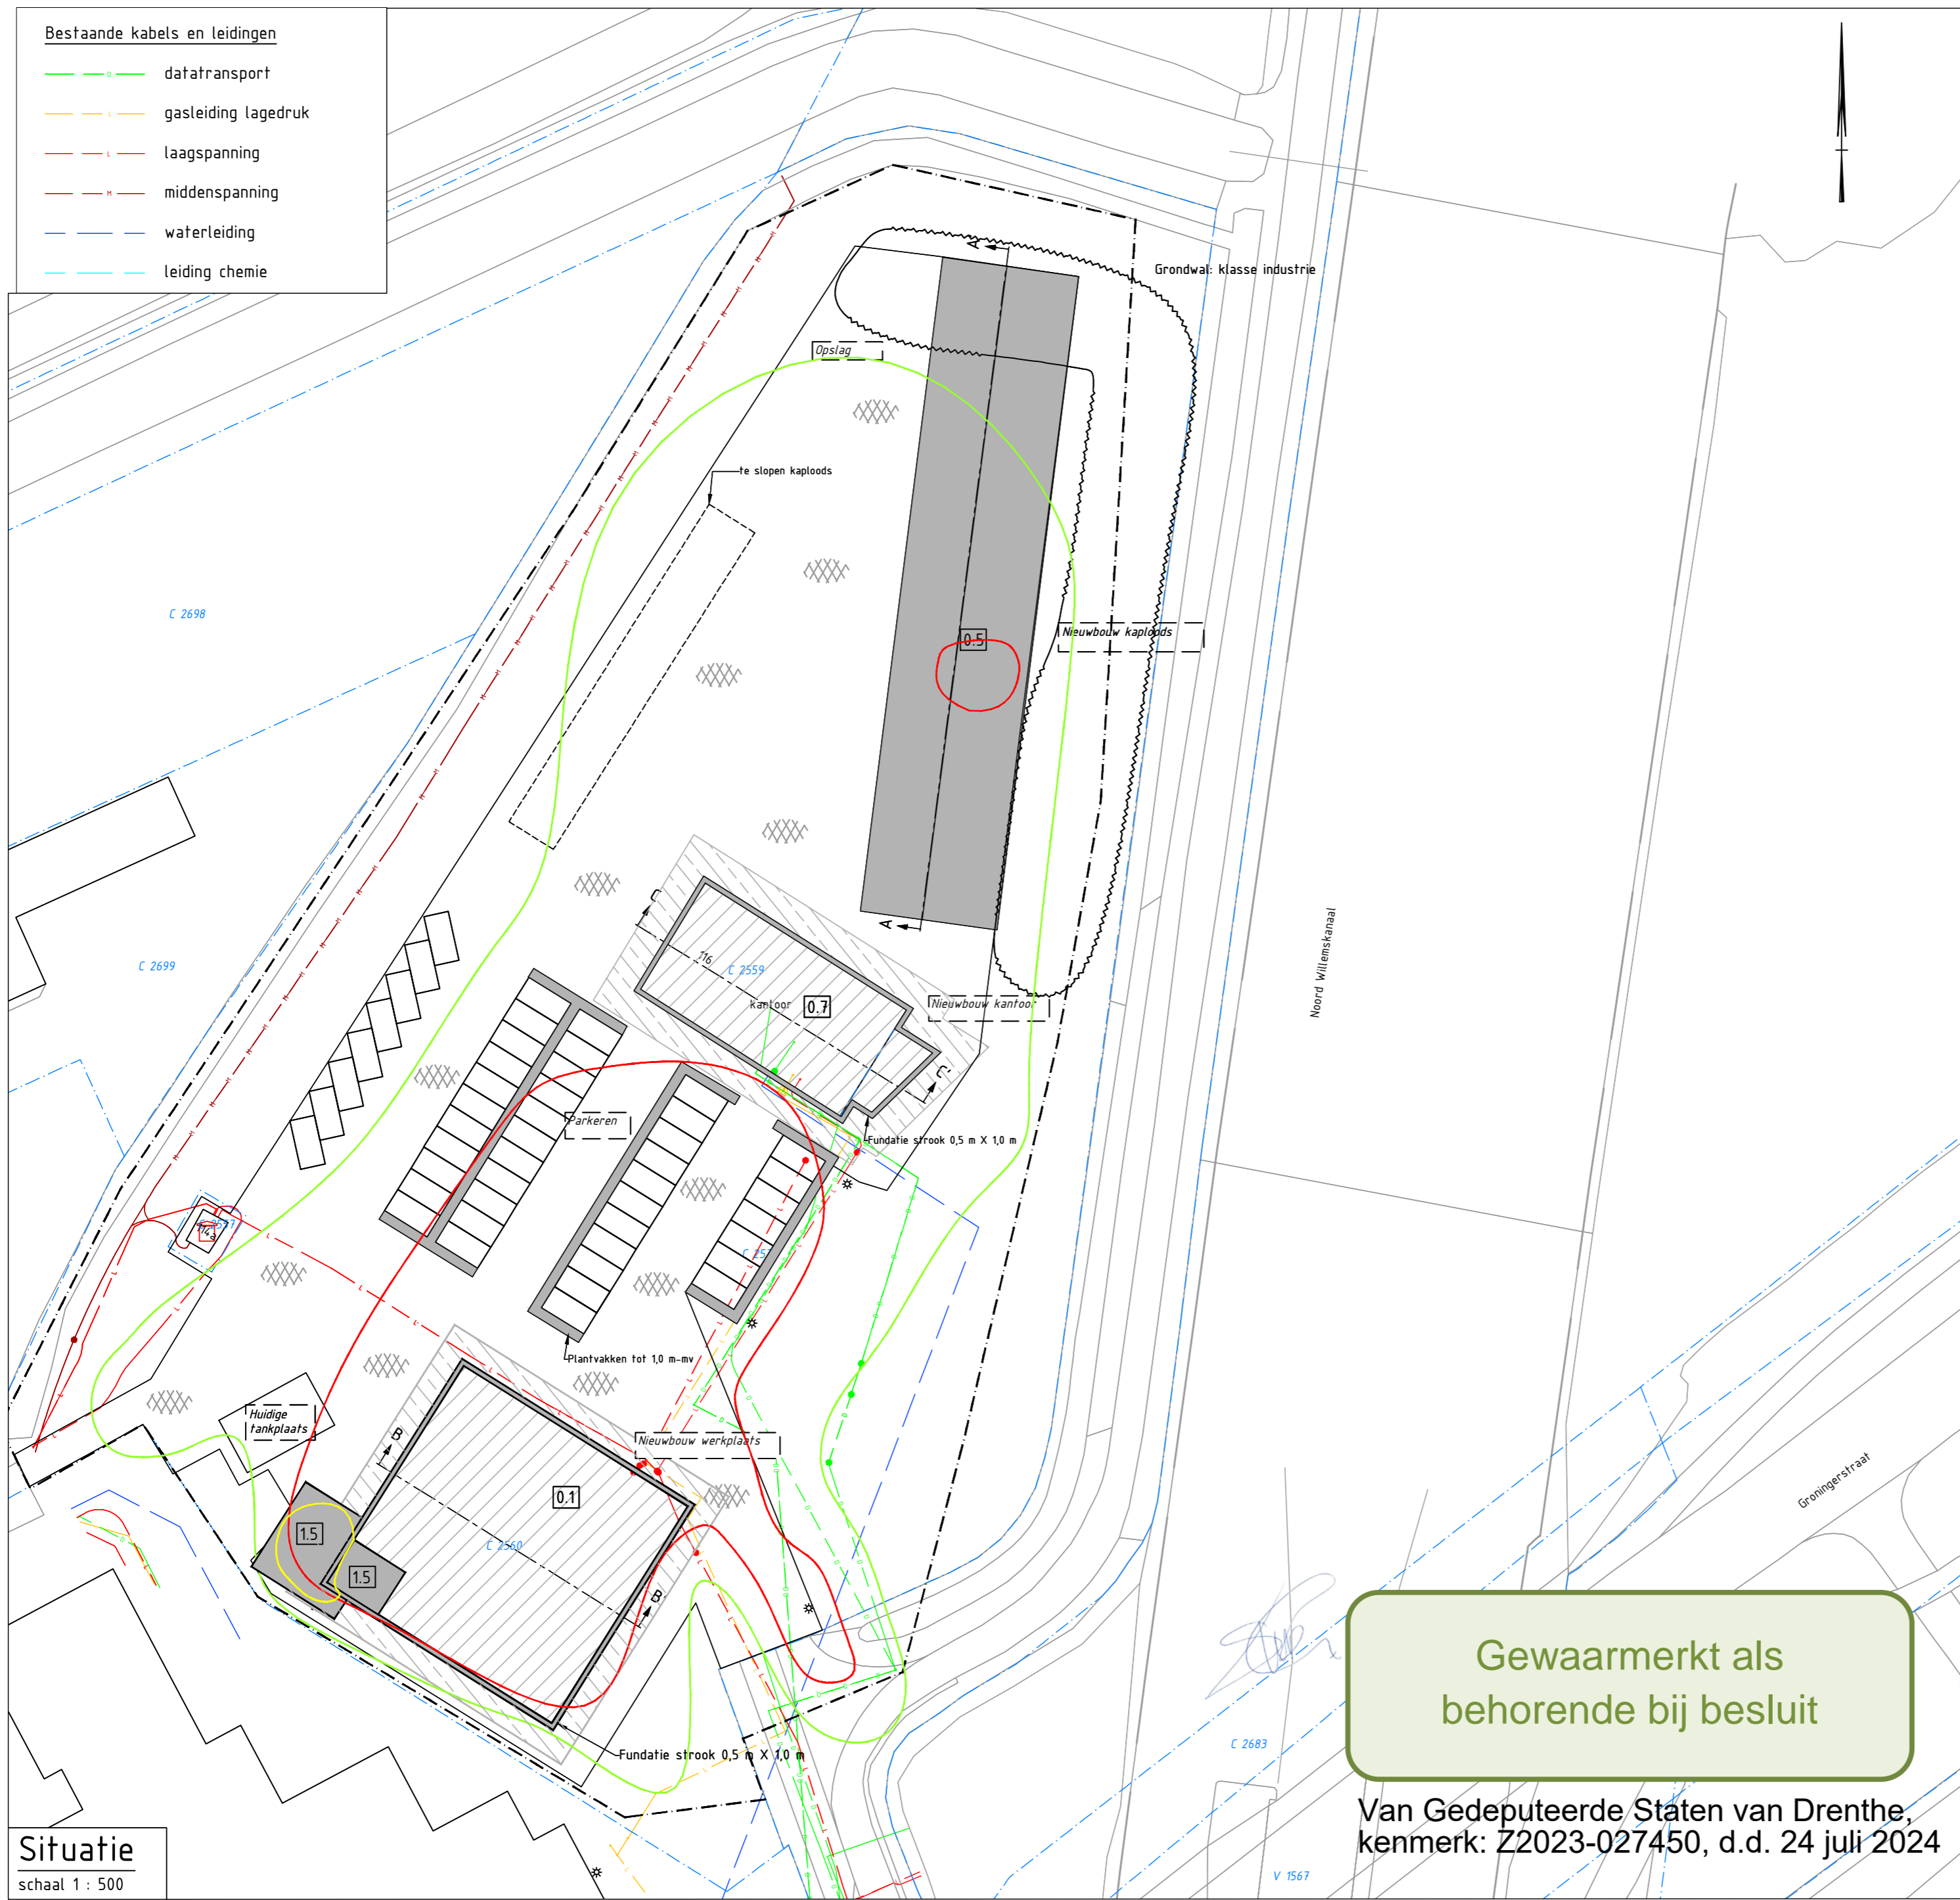 Bestaande kabels en leidingen
datatransport
gasleiding lagedruk
laagspanning
middenspanning
waterleiding
leiding chemie
Grondwal: klasse industrie
A
Opslag
te slopen kaploods
C 2698
0.5
Nieuwbouw kaploods
A
C
116
C 2559
C 2699
kantoor
0.7
Nieuwbouw kantoor
Noord Willemskanaal
C'
Parkeren
Fundatie strook 0,5 m X 1,0 m
Plantvakken tot 1,0 m-mv
Huidige
tankplaats
B
Nieuwbouw werkplaats
0.1
1.5
C 2560
1.5
B'
Groningerstraat
Fundatie strook 0,5 m X 1,0 m
C 2683
V 1567
Gewaarmerkt als
behorende bij besluit
Van Gedeputeerde Staten van Drenthe,
kenmerk: Z2023-027450, d.d. 24 juli 2024
Situatie
schaal 1 : 500